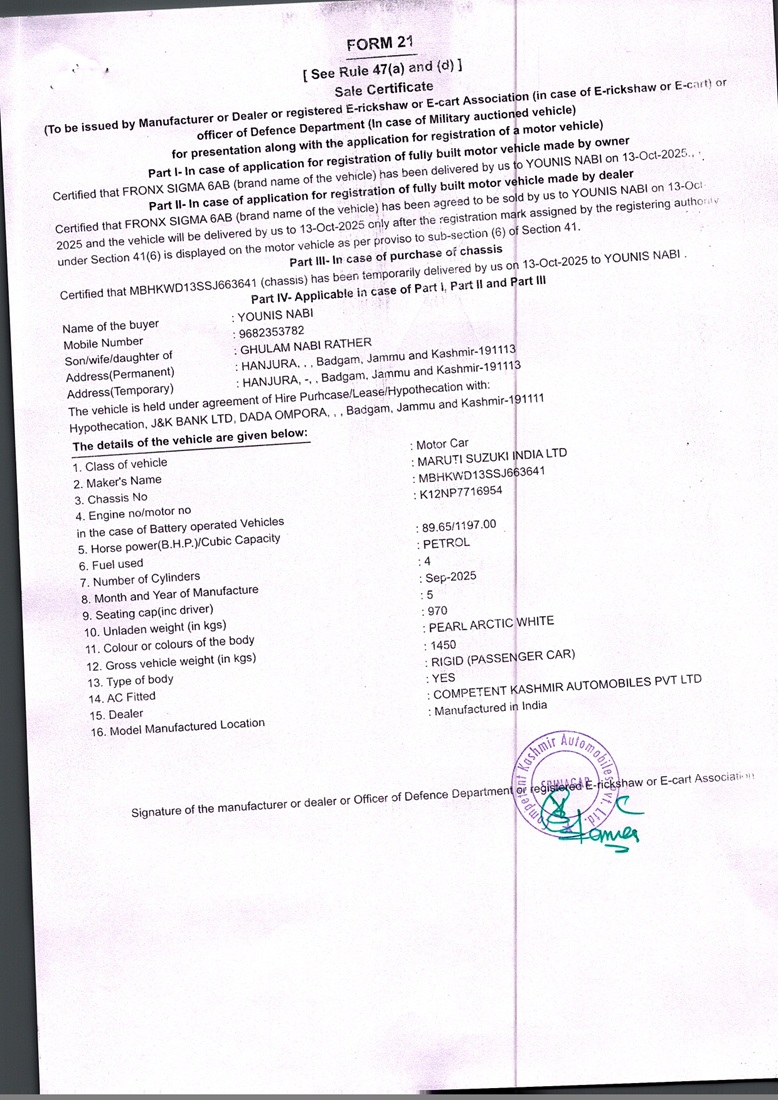 FORM 21
[ See Rule 47(a) and (d) ]
Sale Certificate
(To be issued by Manufacturer or Dealer or registered E-rickshaw or E-cart Association (in case of E-rickshaw or E-cart) or
officer of Defence Department (In case of Military auctioned vehicle)
for presentation along with the application for registration of a motor vehicle)
Part I- In case of application for registration of fully built motor vehicle made by owner
Certified that FRONX SIGMA 6AB (brand name of the vehicle) has been delivered by us to YOUNIS NABI on 13-Oct-2025..
Part II- In case of application for registration of fully built motor vehicle made by dealer
Certified that FRONX SIGMA 6AB (brand name of the vehicle) has been agreed to be sold by us to YOUNIS NABI on 13-Oct-
2025 and the vehicle will be delivered by us to 13-Oct-2025 only after the registration mark assigned by the registering authority
under Section 41(6) is displayed on the motor vehicle as per proviso to sub-section (6) of Section 41.
Part III- In case of purchase of chassis
Certified that MBHKWD13SSJ663641 (chassis) has been temporarily delivered by us on 13-Oct-2025 to YOUNIS NABI .
Part IV- Applicable in case of Part I, Part II and Part III
Name of the buyer : YOUNIS NABI
Mobile Number : 9682353782
Son/wife/daughter of : GHULAM NABI RATHER
Address(Permanent) : HANJURA, , , Badgam, Jammu and Kashmir-191113
Address(Temporary) : HANJURA, -, , Badgam, Jammu and Kashmir-191113
The vehicle is held under agreement of Hire Purhcase/Lease/Hypothecation with:
Hypothecation, J&K BANK LTD, DADA OMPORA, , , Badgam, Jammu and Kashmir-191111
The details of the vehicle are given below:
1. Class of vehicle : Motor Car
2. Maker's Name : MARUTI SUZUKI INDIA LTD
3. Chassis No : MBHKWD13SSJ663641
4. Engine no/motor no : K12NP7716954
in the case of Battery operated Vehicles
5. Horse power(B.H.P.)/Cubic Capacity : 89.65/1197.00
6. Fuel used : PETROL
7. Number of Cylinders : 4
8. Month and Year of Manufacture : Sep-2025
9. Seating cap(inc driver) : 5
10. Unladen weight (in kgs) : 970
11. Colour or colours of the body : PEARL ARCTIC WHITE
12. Gross vehicle weight (in kgs) : 1450
13. Type of body : RIGID (PASSENGER CAR)
14. AC Fitted : YES
15. Dealer : COMPETENT KASHMIR AUTOMOBILES PVT LTD
16. Model Manufactured Location : Manufactured in India
Competent Kashmir Automobiles Pvt. Ltd.
SRINAGAR
Signature of the manufacturer or dealer or Officer of Defence Department or registered E-rickshaw or E-cart Association